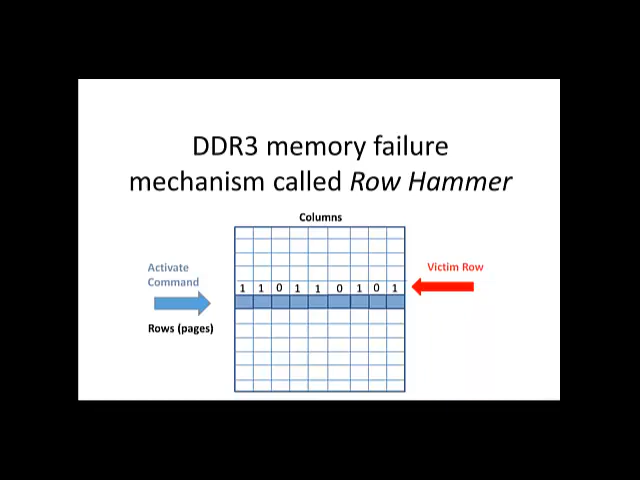 DDR3 memory failure
mechanism called Row Hammer
Columns
Activate
Command
Victim Row
1 1 0 1 1 0 1 0 1
Rows (pages)